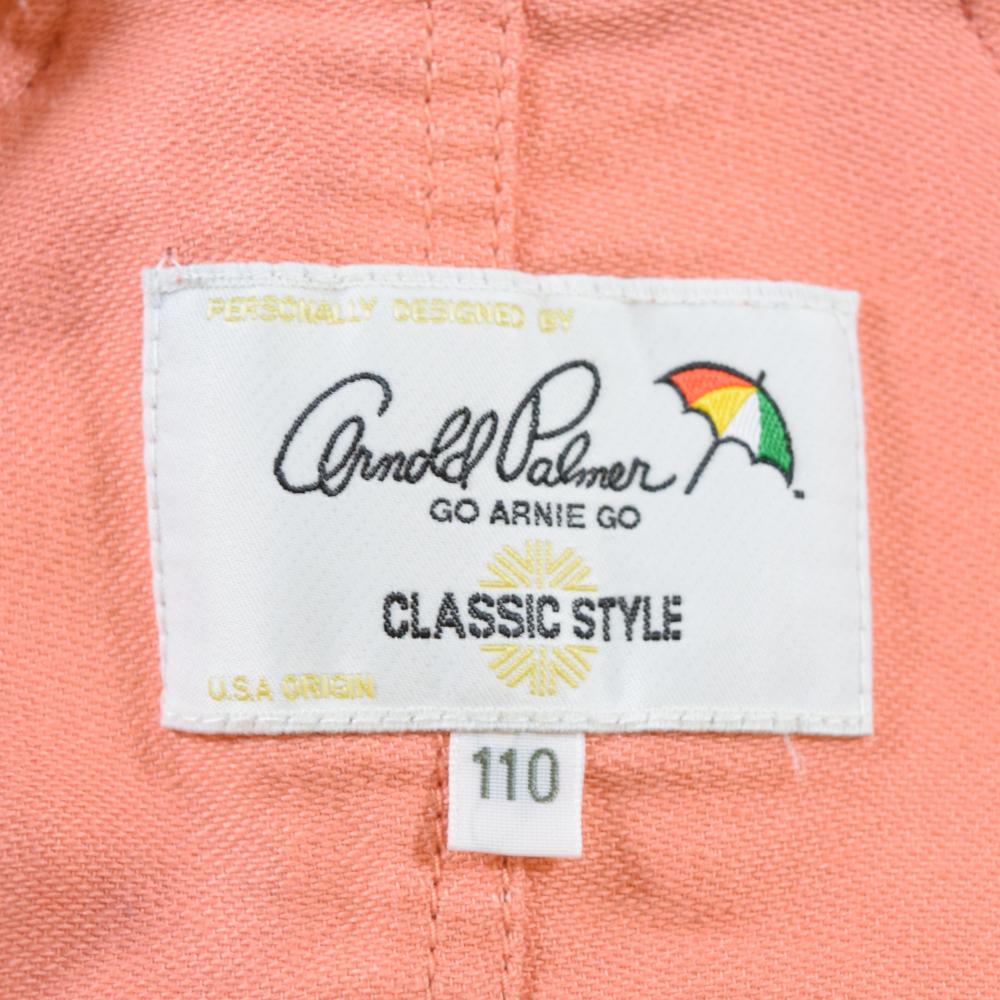 PERSONALLY DESIGNED BY
Arnold Palmer
GO ARNIE GO
CLASSIC STYLE
U.S.A ORIGIN
110